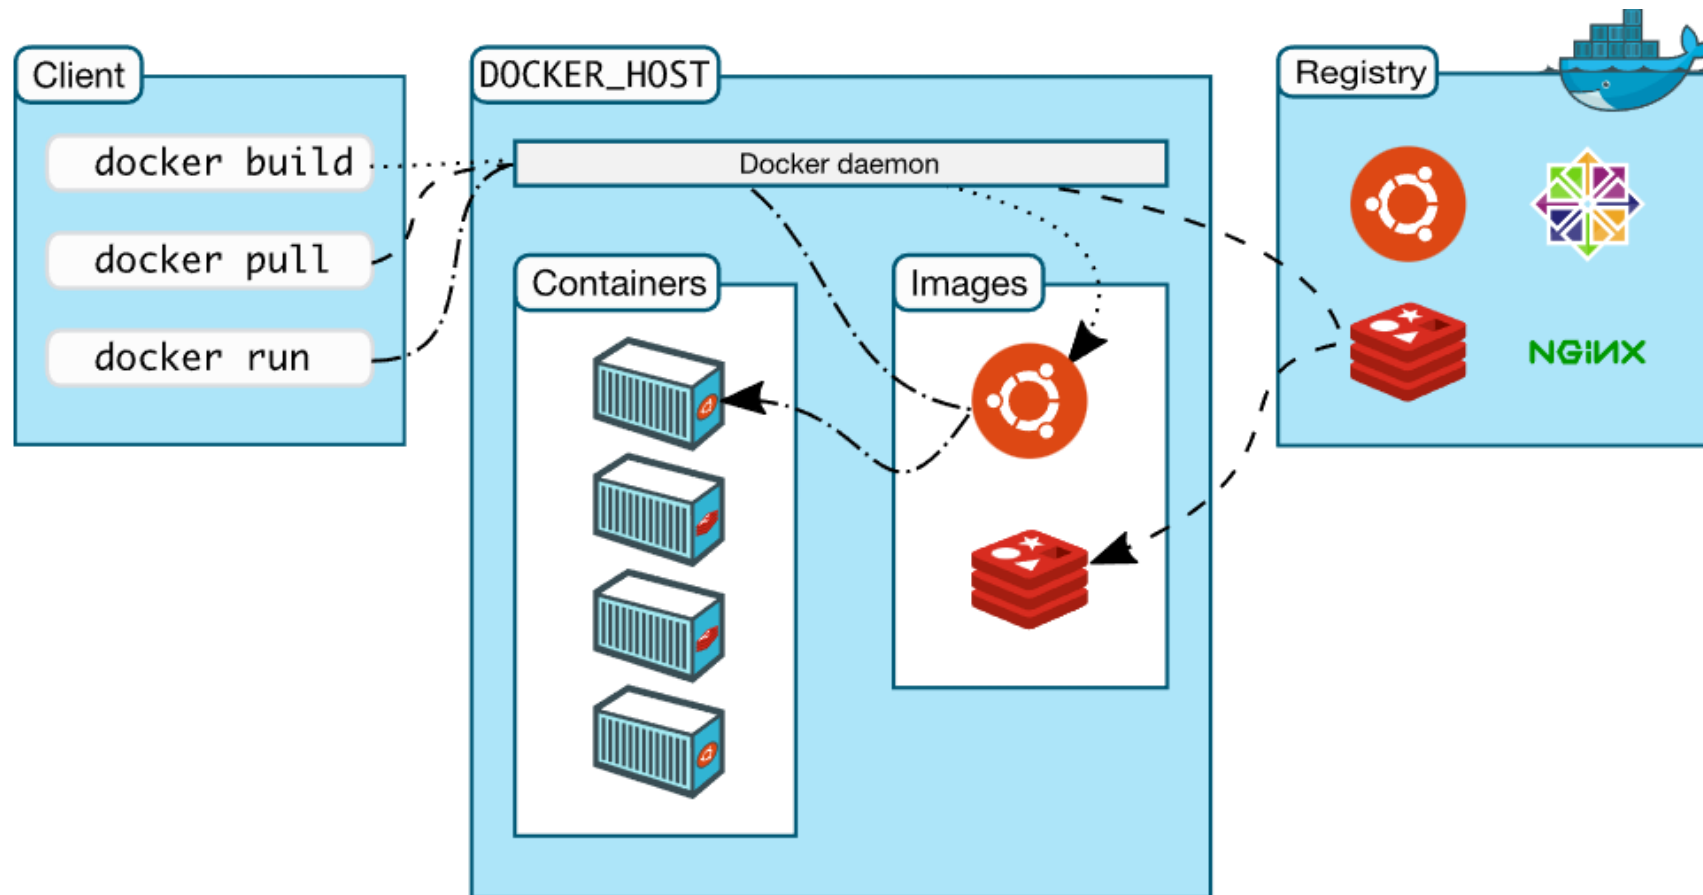 Client
docker build
docker pull
docker run
DOCKER_HOST
Docker daemon
Containers
Images
Registry
NGiNX